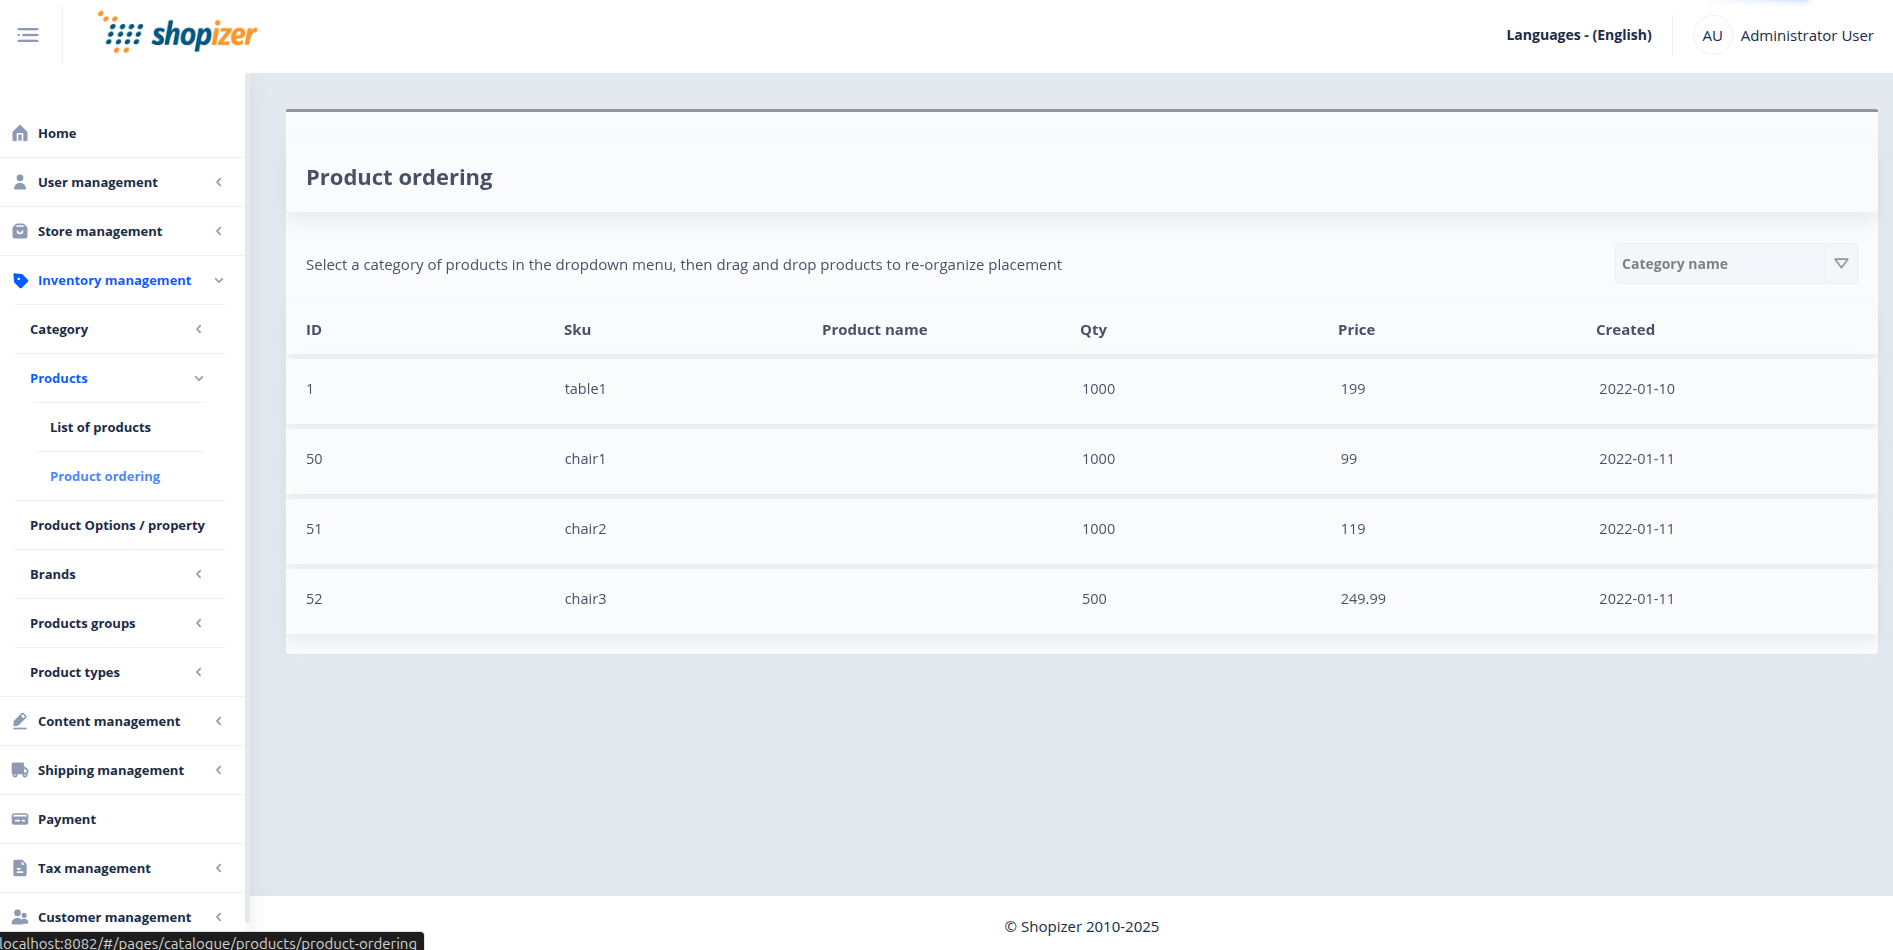 shopizer
Languages - (English)
AU Administrator User
Home
User management
Store management
Inventory management
Category
Products
List of products
Product ordering
Product Options / property
Brands
Products groups
Product types
Content management
Shipping management
Payment
Tax management
Customer management
localhost:8082/#/pages/catalogue/products/product-ordering
Product ordering
Select a category of products in the dropdown menu, then drag and drop products to re-organize placement
Category name
ID Sku Product name Qty Price Created
1 table1 1000 199 2022-01-10
50 chair1 1000 99 2022-01-11
51 chair2 1000 119 2022-01-11
52 chair3 500 249.99 2022-01-11
© Shopizer 2010-2025